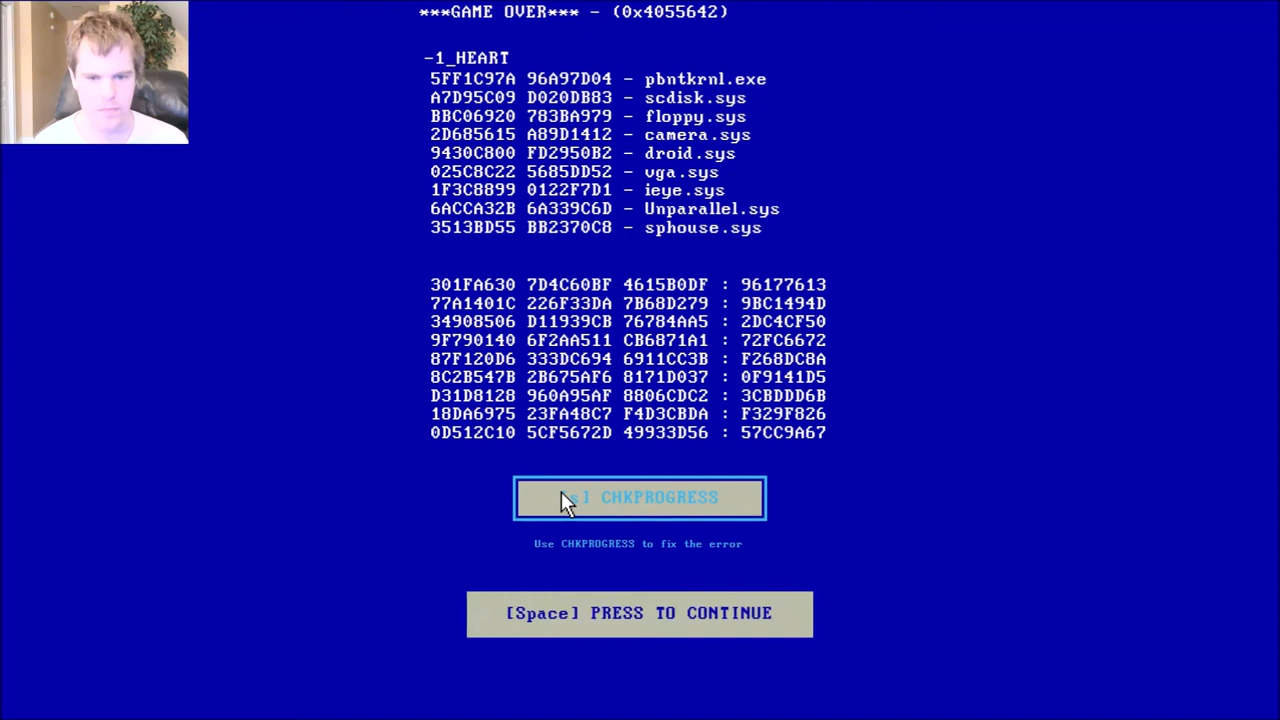 ***GAME OVER*** - (0x4055642)
-1_HEART
5FF1C97A 96A97D04 - pbntkrnl.exe
A7D95C09 D020DB83 - scdisk.sys
BBC06920 783BA979 - floppy.sys
2D685615 A89D1412 - camera.sys
9430C800 FD2950B2 - droid.sys
025C8C22 5685DD52 - vga.sys
1F3C8899 0122F7D1 - ieye.sys
6ACCA32B 6A339C6D - Unparallel.sys
3513BD55 BB2370C8 - sphouse.sys
301FA630 7D4C60BF 4615B0DF : 96177613
77A1401C 226F33DA 7B68D279 : 9BC1494D
34908506 D11939CB 76784AA5 : 2DC4CF50
9F790140 6F2AA511 CB6871A1 : 72FC6672
87F120D6 333DC694 6911CC3B : F268DC8A
8C2B547B 2B675AF6 8171D037 : 0F9141D5
D31D8128 960A95AF 8806CDC2 : 3CBDDD6B
18DA6975 23FA48C7 F4D3CBDA : F329F826
0D512C10 5CF5672D 49933D56 : 57CC9A67
s] CHKPROGRESS
Use CHKPROGRESS to fix the error
[Space] PRESS TO CONTINUE